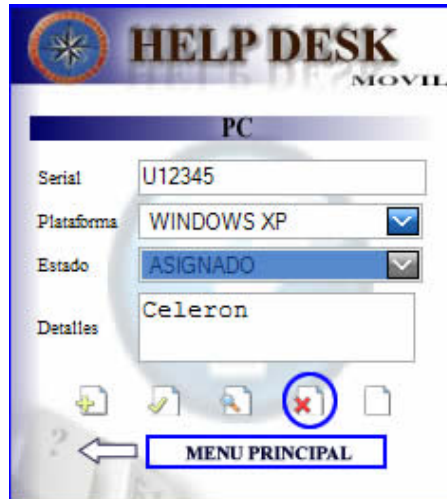 HELP DESK
MOVIL
PC
Serial U12345
Plataforma WINDOWS XP
Estado ASIGNADO
Detalles Celeron
?
MENU PRINCIPAL